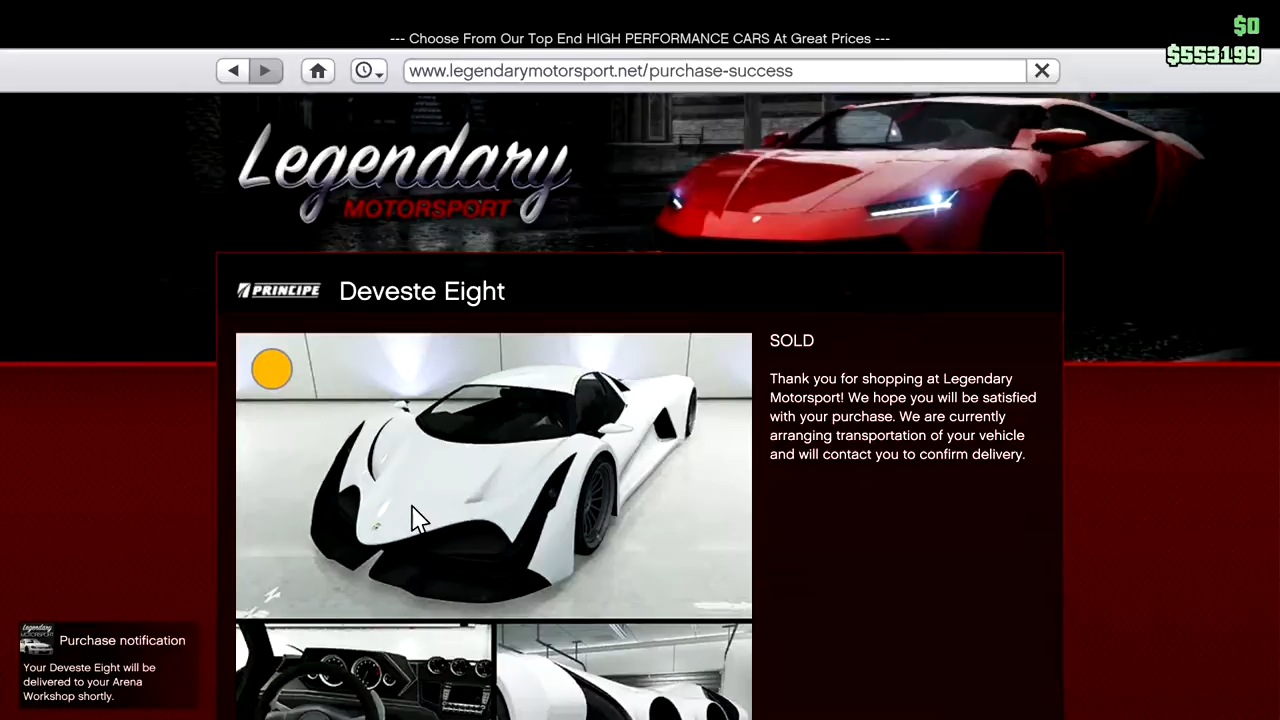 --- Choose From Our Top End HIGH PERFORMANCE CARS At Great Prices ---
$0
$553199
www.legendarymotorsport.net/purchase-success
Legendary
MOTORSPORT
PRINCIPE
Deveste Eight
SOLD
Thank you for shopping at Legendary
Motorsport! We hope you will be satisfied
with your purchase. We are currently
arranging transportation of your vehicle
and will contact you to confirm delivery.
Legendary
MOTORSPORT
Purchase notification
Your Deveste Eight will be
delivered to your Arena
Workshop shortly.